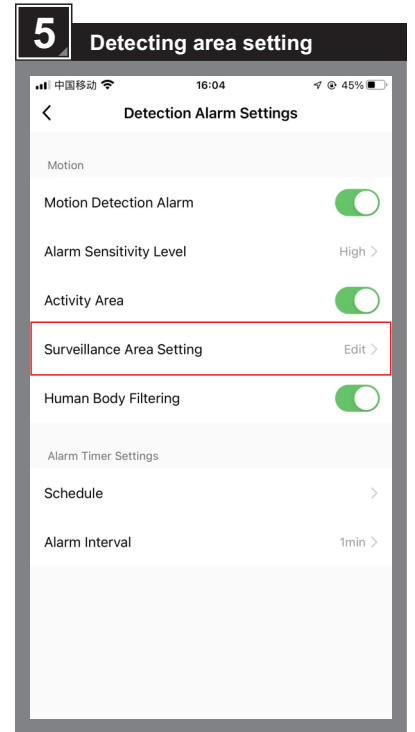 5 Detecting area setting
中国移动 16:04 45%
Detection Alarm Settings
Motion
Motion Detection Alarm
Alarm Sensitivity Level High >
Activity Area
Surveillance Area Setting Edit >
Human Body Filtering
Alarm Timer Settings
Schedule >
Alarm Interval 1min >